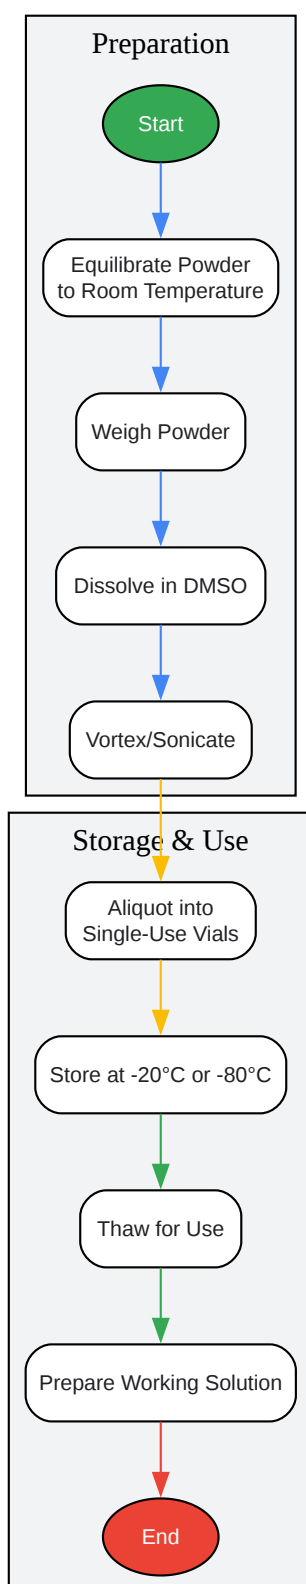 Preparation
Start
Equilibrate Powder
to Room Temperature
Weigh Powder
Dissolve in DMSO
Vortex/Sonicate
Storage & Use
Aliquot into
Single-Use Vials
Store at -20°C or -80°C
Thaw for Use
Prepare Working Solution
End